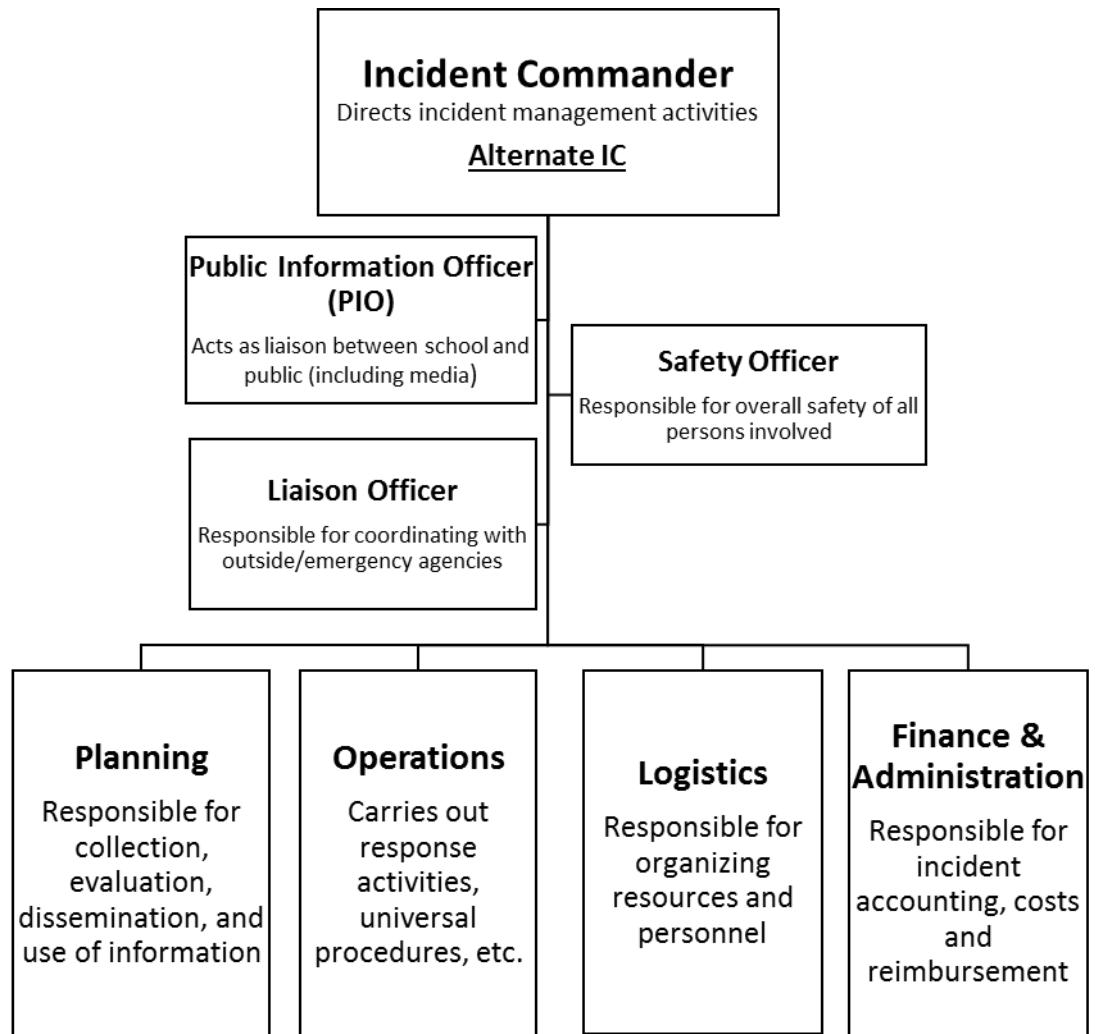 Incident Commander
Directs incident management activities
Alternate IC
Public Information Officer
(PIO)
Acts as liaison between school and
public (including media)
Safety Officer
Responsible for overall safety of all
persons involved
Liaison Officer
Responsible for coordinating with
outside/emergency agencies
Planning
Responsible for
collection,
evaluation,
dissemination, and
use of information
Operations
Carries out
response
activities,
universal
procedures, etc.
Logistics
Responsible for
organizing
resources and
personnel
Finance &
Administration
Responsible for
incident
accounting, costs
and
reimbursement